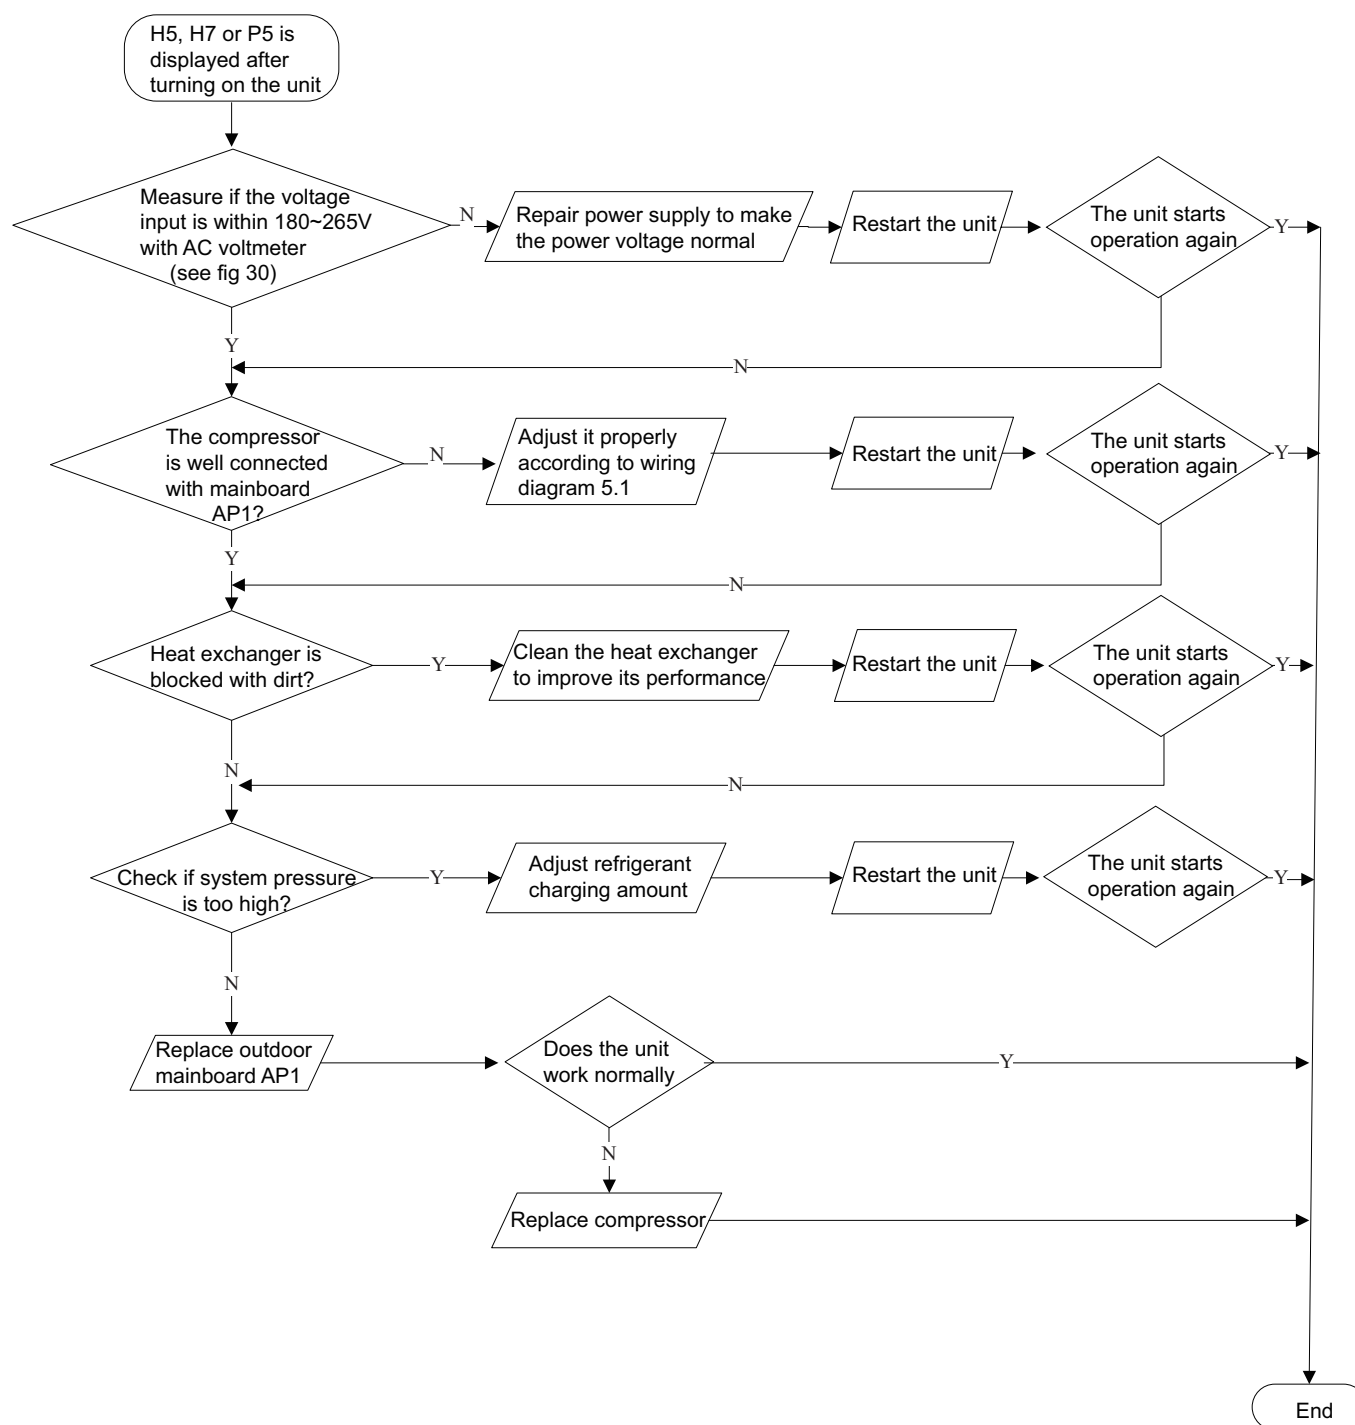 H5, H7 or P5 is
displayed after
turning on the unit
Measure if the voltage
input is within 180~265V
with AC voltmeter
(see fig 30)
N
Repair power supply to make
the power voltage normal
Restart the unit
The unit starts
operation again
Y
Y
N
The compressor
is well connected
with mainboard
AP1?
N
Adjust it properly
according to wiring
diagram 5.1
Restart the unit
The unit starts
operation again
Y
Y
N
Heat exchanger is
blocked with dirt?
Y
Clean the heat exchanger
to improve its performance
Restart the unit
The unit starts
operation again
Y
N
N
Check if system pressure
is too high?
Y
Adjust refrigerant
charging amount
Restart the unit
The unit starts
operation again
Y
N
Replace outdoor
mainboard AP1
Does the unit
work normally
Y
N
Replace compressor
End